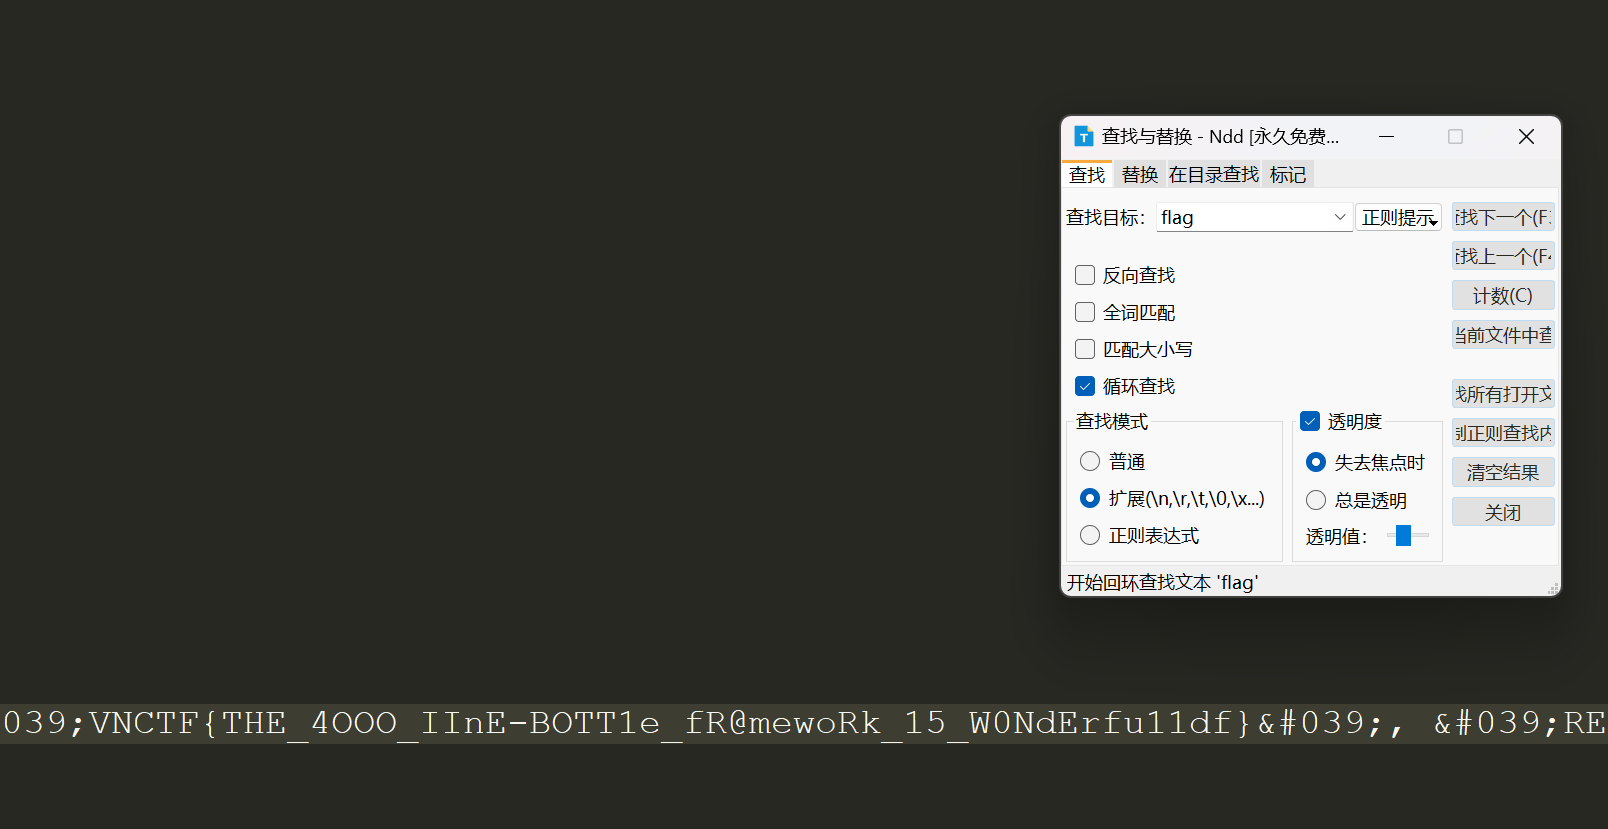 查找与替换 - Ndd [永久免费...
查找 替换 在目录查找 标记
查找目标： flag 正则提示
找下一个(F
找上一个(F
计数(C)
当前文件中查
反向查找
全词匹配
匹配大小写
循环查找
找所有打开文
制正则查找内
清空结果
关闭
查找模式
普通
扩展(\n,\r,\t,\0,\x...)
正则表达式
透明度
失去焦点时
总是透明
透明值：
开始回环查找文本 'flag'
039;VNCTF{THE_4OOO_IInE-BOTT1e_fR@mewoRk_15_W0NdErfu11df}&#039;, &#039;RE